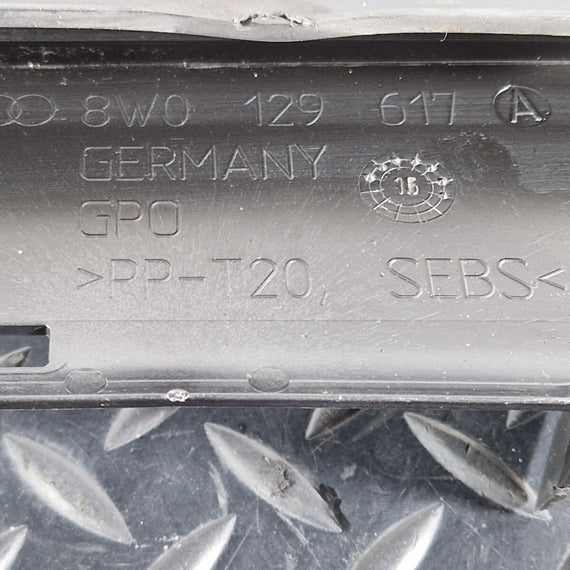 8W0 129 617 A
GERMANY
15
GPO
>PP-T20, SEBS<